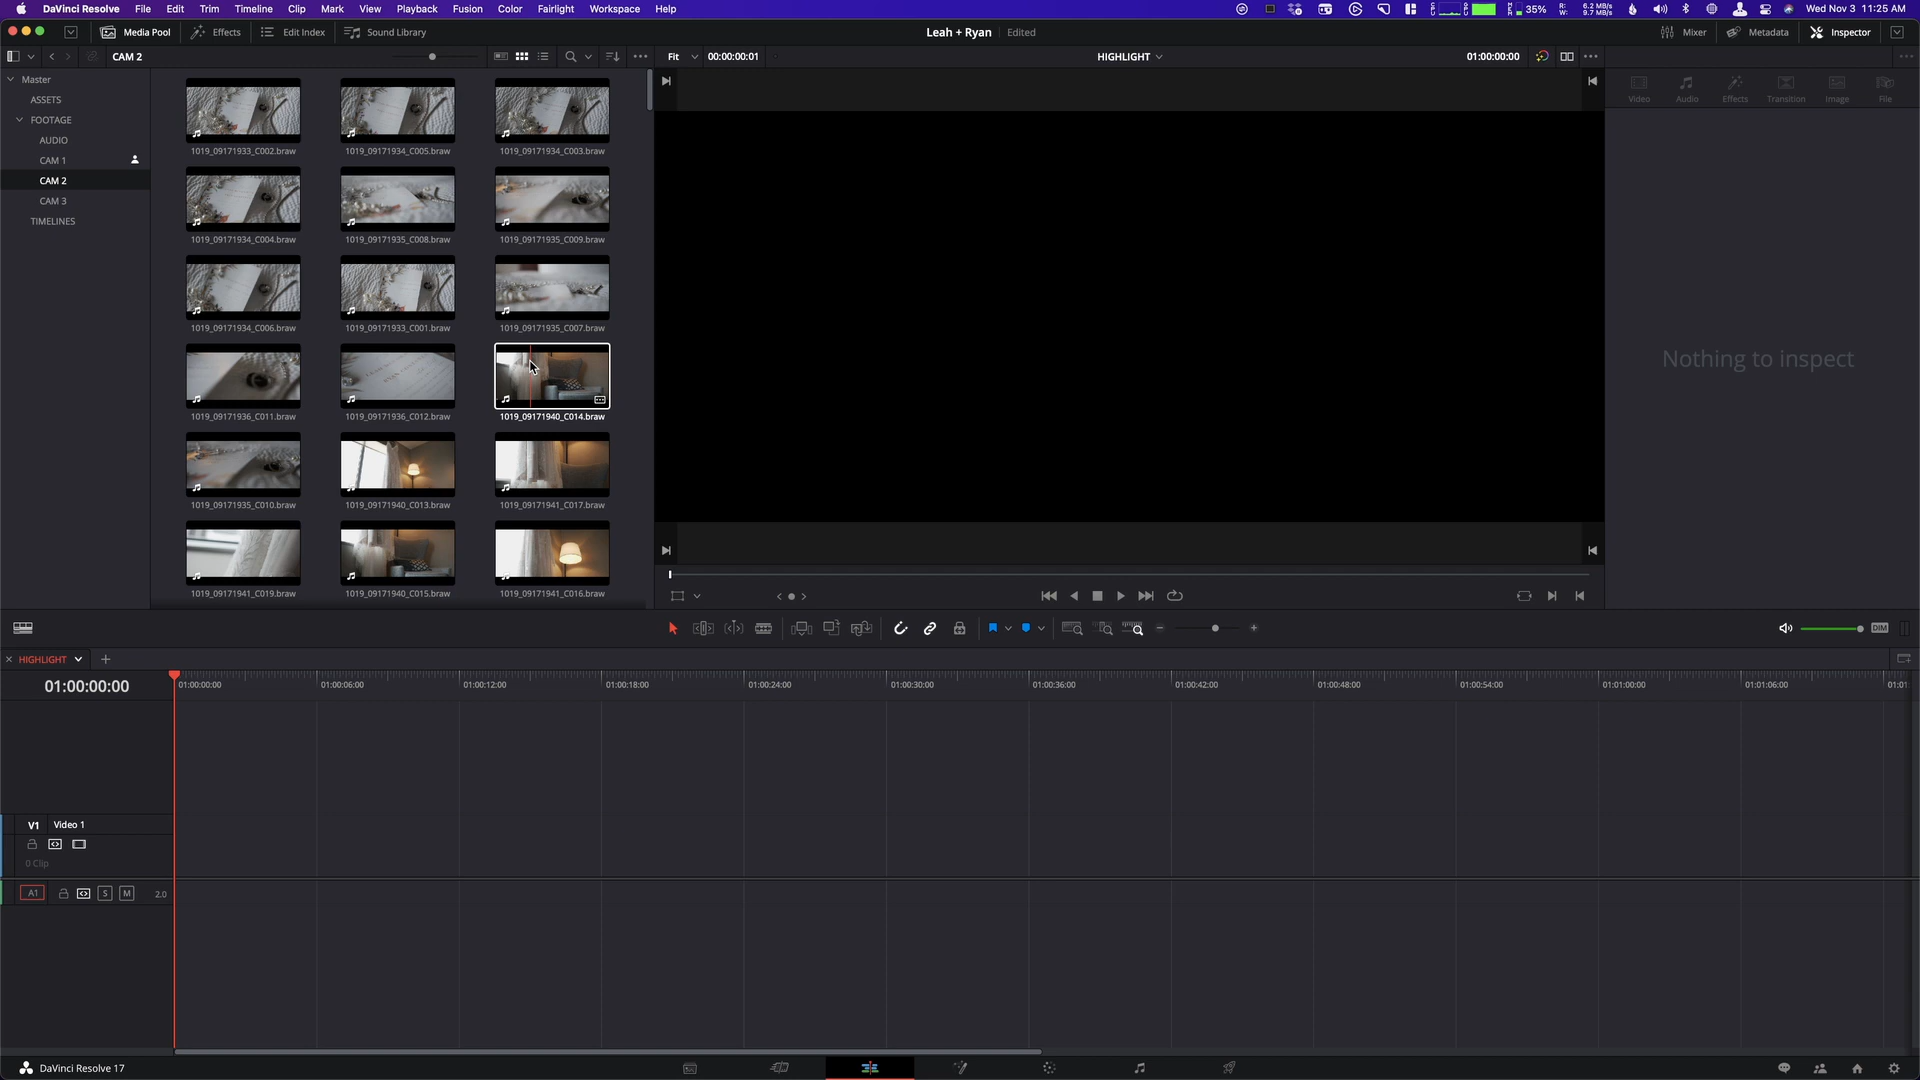 DaVinci Resolve File Edit Trim Timeline Clip Mark View Playback Fusion Color Fairlight Workspace Help
35% R: 6.2 MB/s W: 9.7 MB/s Wed Nov 3 11:25 AM
Media Pool Effects Edit Index Sound Library
Leah + Ryan Edited
Mixer Metadata Inspector
CAM 2
Fit 00:00:00:01
HIGHLIGHT
01:00:00:00
Master
ASSETS
FOOTAGE
AUDIO
CAM 1
CAM 2
CAM 3
TIMELINES
Video Audio Effects Transition Image File
1019_09171933_C002.braw 1019_09171934_C005.braw 1019_09171934_C003.braw
1019_09171934_C004.braw 1019_09171935_C008.braw 1019_09171935_C009.braw
1019_09171934_C006.braw 1019_09171933_C001.braw 1019_09171935_C007.braw
1019_09171936_C011.braw 1019_09171936_C012.braw 1019_09171940_C014.braw
1019_09171935_C010.braw 1019_09171940_C013.braw 1019_09171941_C017.braw
1019_09171941_C019.braw 1019_09171940_C015.braw 1019_09171941_C016.braw
Nothing to inspect
DIM
HIGHLIGHT
01:00:00:00
01:00:00:00 01:00:06:00 01:00:12:00 01:00:18:00 01:00:24:00 01:00:30:00 01:00:36:00 01:00:42:00 01:00:48:00 01:00:54:00 01:01:00:00 01:01:06:00 01:01
V1 Video 1
0 Clip
A1 S M 2.0
DaVinci Resolve 17